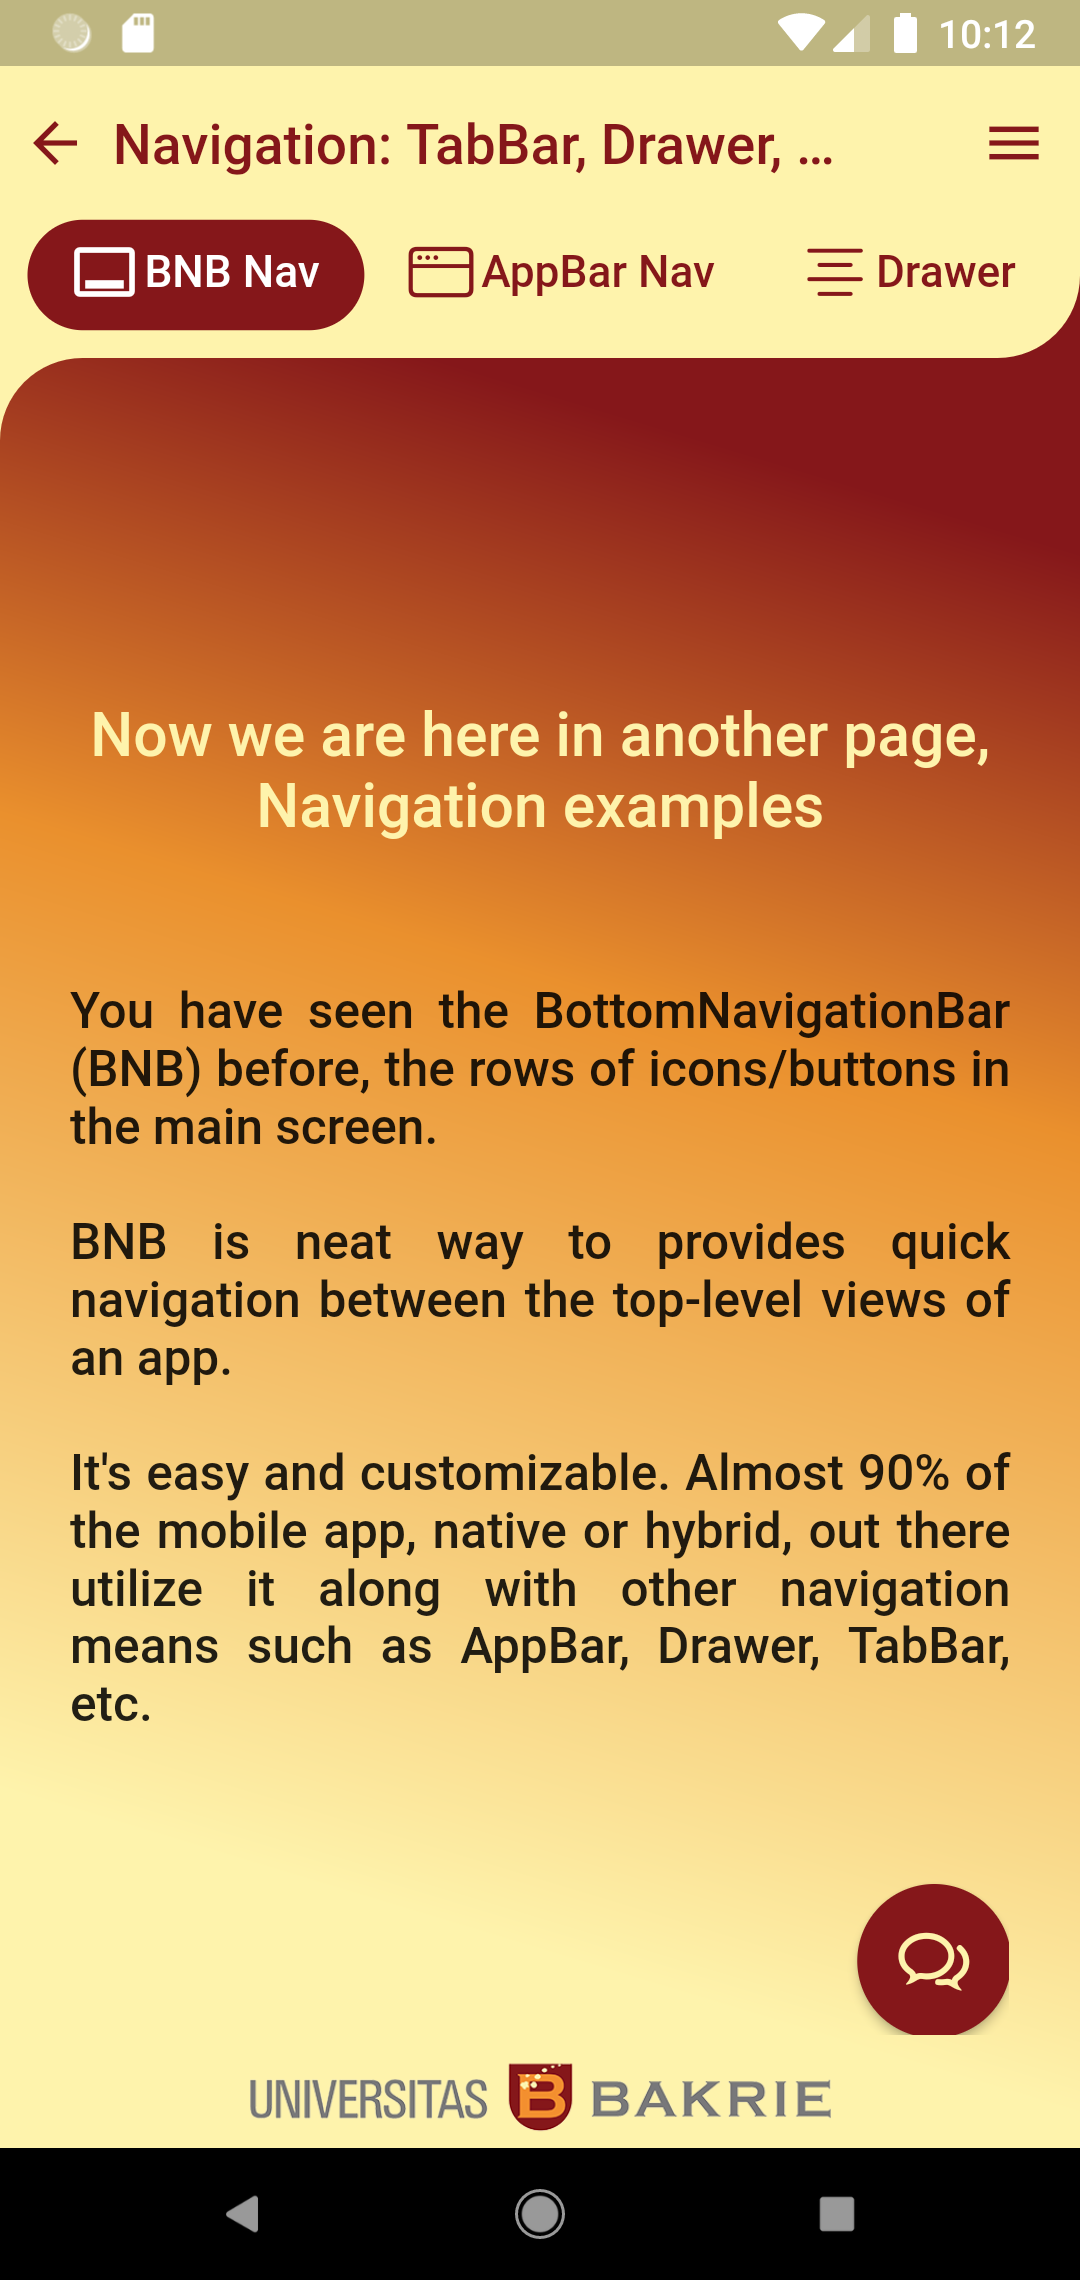 10:12
Navigation: TabBar, Drawer, ...
BNB Nav AppBar Nav Drawer
Now we are here in another page,
Navigation examples
You have seen the BottomNavigationBar
(BNB) before, the rows of icons/buttons in
the main screen.
BNB is neat way to provides quick
navigation between the top-level views of
an app.
It's easy and customizable. Almost 90% of
the mobile app, native or hybrid, out there
utilize it along with other navigation
means such as AppBar, Drawer, TabBar,
etc.
UNIVERSITAS B BAKRIE